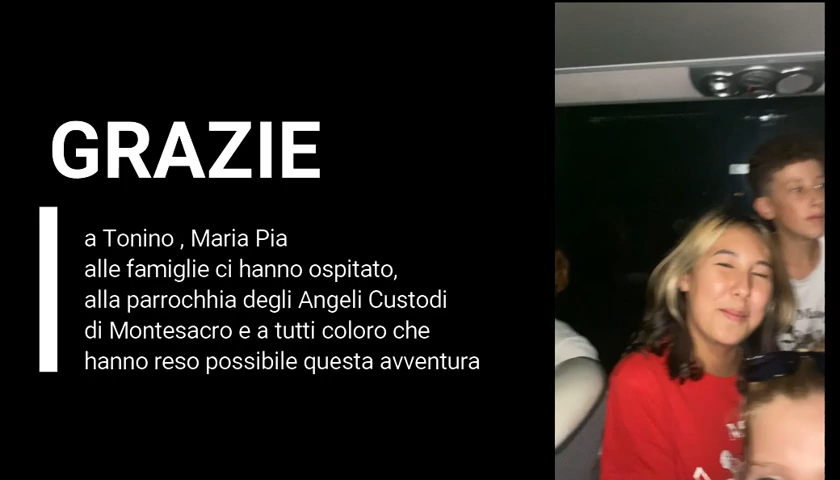 GRAZIE
a Tonino , Maria Pia
alle famiglie ci hanno ospitato,
alla parrochhia degli Angeli Custodi
di Montesacro e a tutti coloro che
hanno reso possibile questa avventura